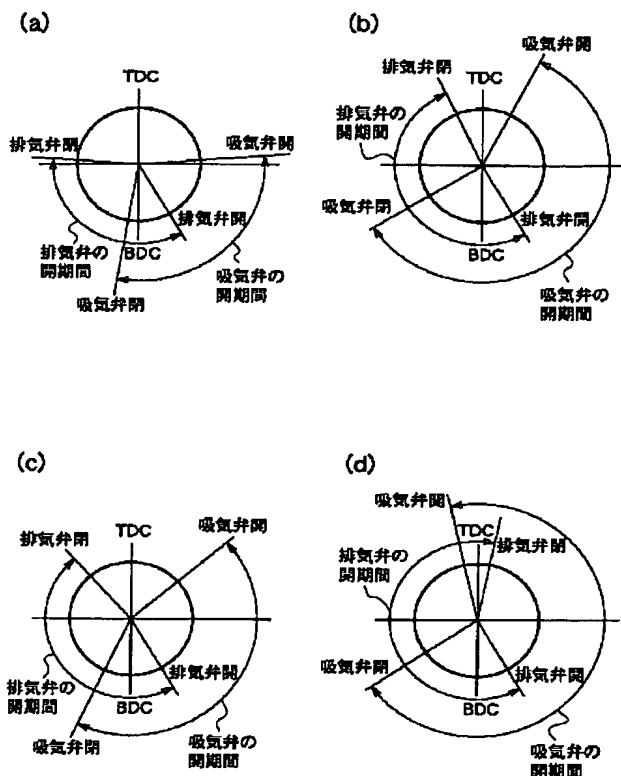 (a)
TDC
排気弁閉
吸気弁開
排気弁開
排気弁の
開期間
BDC
吸気弁の
開期間
吸気弁閉
(b)
吸気弁開
排気弁閉
TDC
排気弁の
開期間
吸気弁閉
排気弁開
BDC
吸気弁の
開期間
(c)
TDC
吸気弁開
排気弁閉
排気弁開
排気弁の
開期間
BDC
吸気弁閉
吸気弁の
開期間
(d)
吸気弁開
TDC
排気弁閉
排気弁の
開期間
吸気弁閉
排気弁開
BDC
吸気弁の
開期間